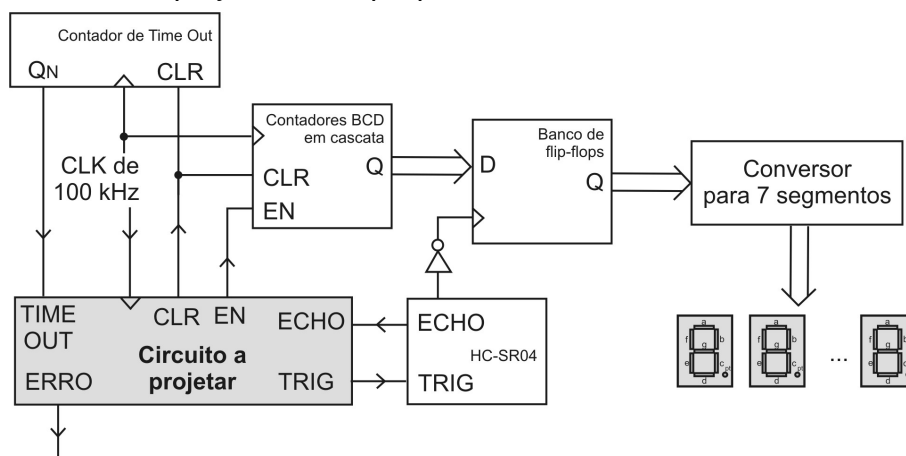 Contador de Time Out
QN
CLR
Contadores BCD
em cascata
CLR
EN
Q
CLK de
100 kHz
Banco de
flip-flops
D
Q
Conversor
para 7 segmentos
TIME
OUT
CLR
EN
ECHO
Circuito a
projetar
ERRO
TRIG
ECHO
HC-SR04
TRIG
a
f
b
g
e
c
d
a
f
b
g
e
c
pt
d
...
a
f
b
g
e
c
d